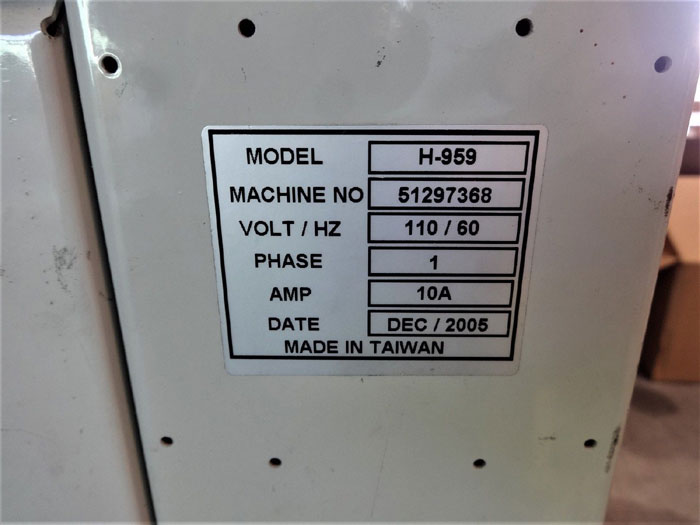 MODEL H-959
MACHINE NO 51297368
VOLT / HZ 110 / 60
PHASE 1
AMP 10A
DATE DEC / 2005
MADE IN TAIWAN